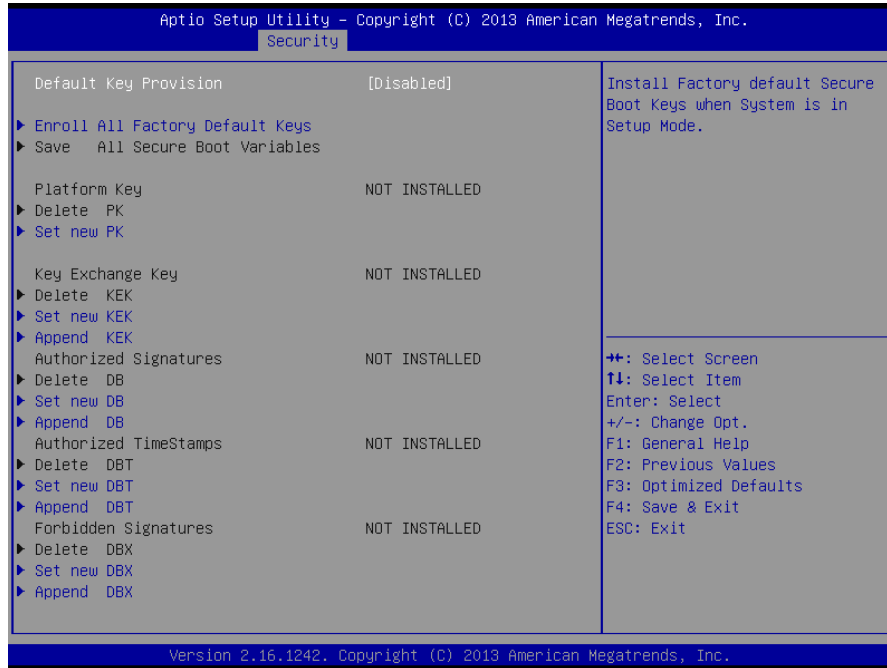 Aptio Setup Utility – Copyright (C) 2013 American Megatrends, Inc.
Security
Default Key Provision [Disabled]
Enroll All Factory Default Keys
Save All Secure Boot Variables
Platform Key NOT INSTALLED
Delete PK
Set new PK
Key Exchange Key NOT INSTALLED
Delete KEK
Set new KEK
Append KEK
Authorized Signatures NOT INSTALLED
Delete DB
Set new DB
Append DB
Authorized TimeStamps NOT INSTALLED
Delete DBT
Set new DBT
Append DBT
Forbidden Signatures NOT INSTALLED
Delete DBX
Set new DBX
Append DBX
Install Factory default Secure
Boot Keys when System is in
Setup Mode.
→←: Select Screen
↑↓: Select Item
Enter: Select
+/-: Change Opt.
F1: General Help
F2: Previous Values
F3: Optimized Defaults
F4: Save & Exit
ESC: Exit
Version 2.16.1242. Copyright (C) 2013 American Megatrends, Inc.